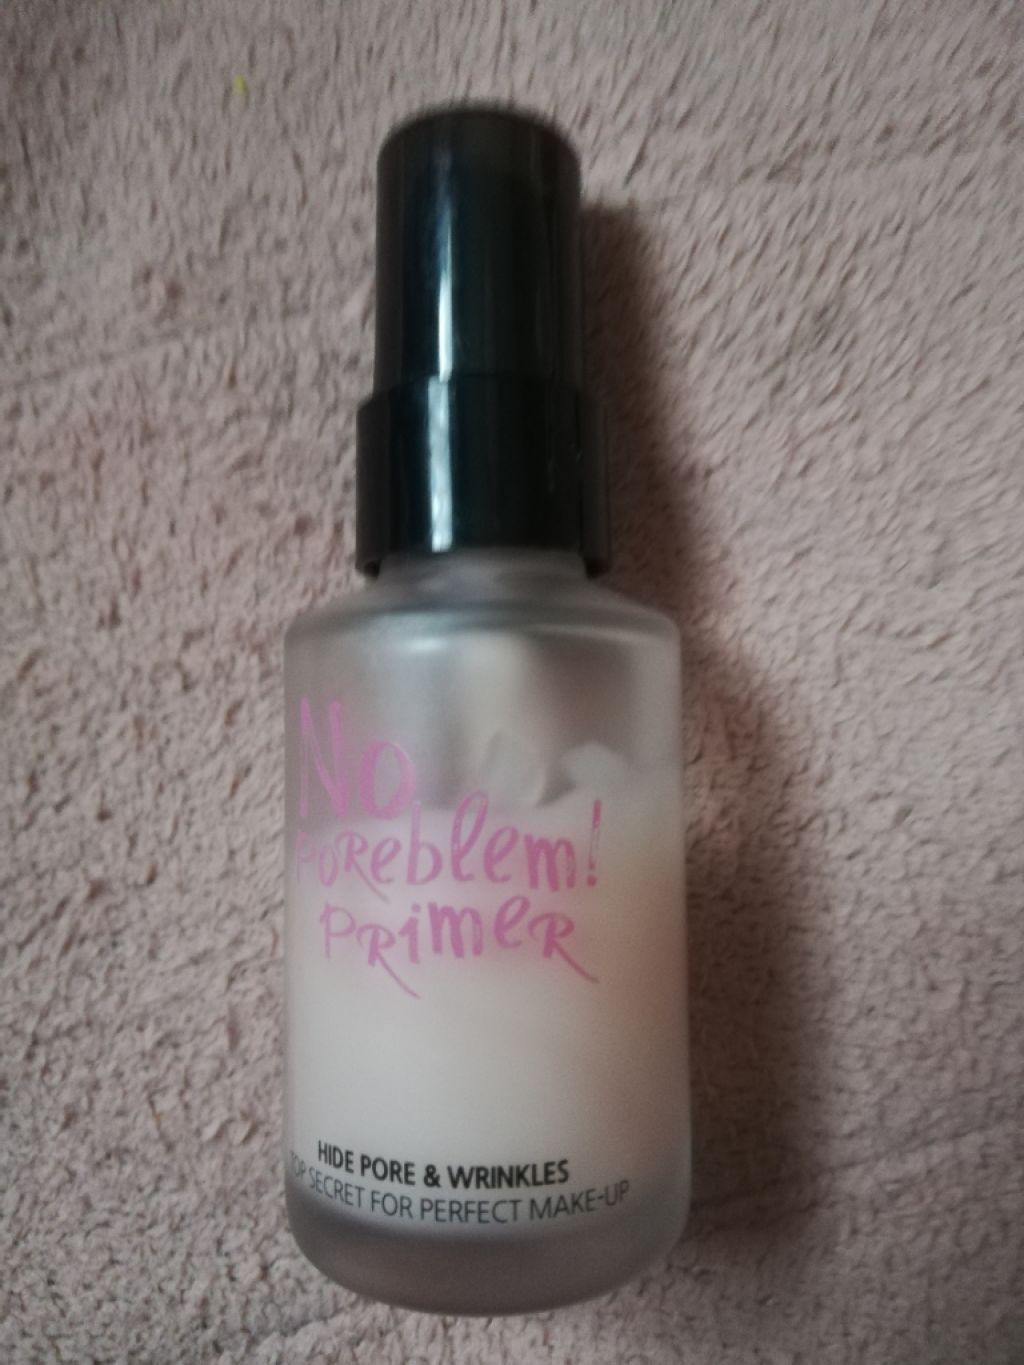 No
POREblem!
PRimeR
HIDE PORE & WRINKLES
TOP SECRET FOR PERFECT MAKE-UP